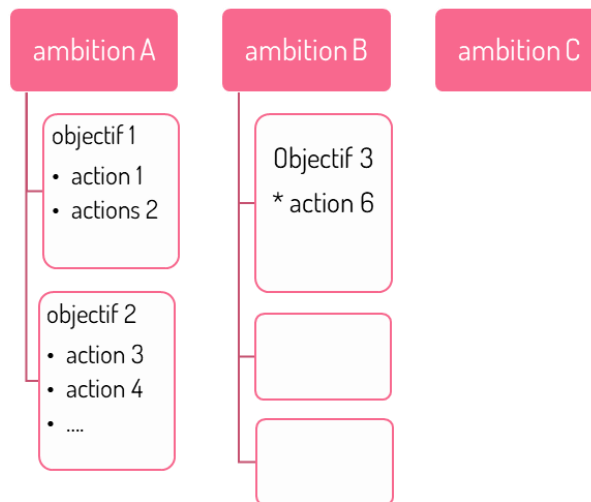 ambition A
objectif 1
• action 1
• actions 2
objectif 2
• action 3
• action 4
• ....
ambition B
Objectif 3
* action 6
ambition C